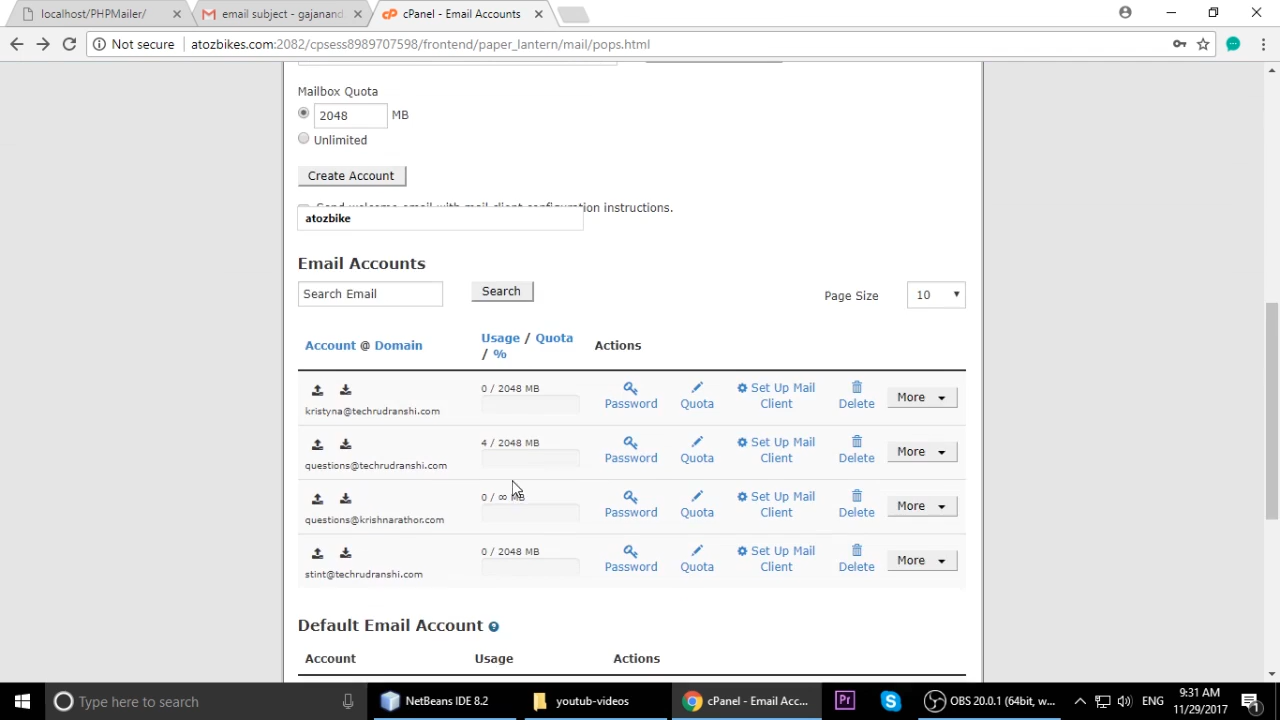 localhost/PHPMailer/
email subject - gajanand
cPanel - Email Accounts
Not secure
atozbikes.com:2082/cpsess8989707598/frontend/paper_lantern/mail/pops.html
Mailbox Quota
2048 MB
Unlimited
Create Account
Send welcome email with mail client configuration instructions.
atozbike
Email Accounts
Search Email
Search
Page Size
10
Account @ Domain
Usage / Quota
/ %
Actions
0 / 2048 MB
Password
Quota
Set Up Mail
Client
Delete
More
kristyna@techrudranshi.com
4 / 2048 MB
Password
Quota
Set Up Mail
Client
Delete
More
questions@techrudranshi.com
0 / ∞ MB
Password
Quota
Set Up Mail
Client
Delete
More
questions@krishnarathor.com
0 / 2048 MB
Password
Quota
Set Up Mail
Client
Delete
More
stint@techrudranshi.com
Default Email Account
Account
Usage
Actions
Type here to search
NetBeans IDE 8.2
youtub-videos
cPanel - Email Acc...
Pr
OBS 20.0.1 (64bit, w...
ENG
9:31 AM
11/29/2017